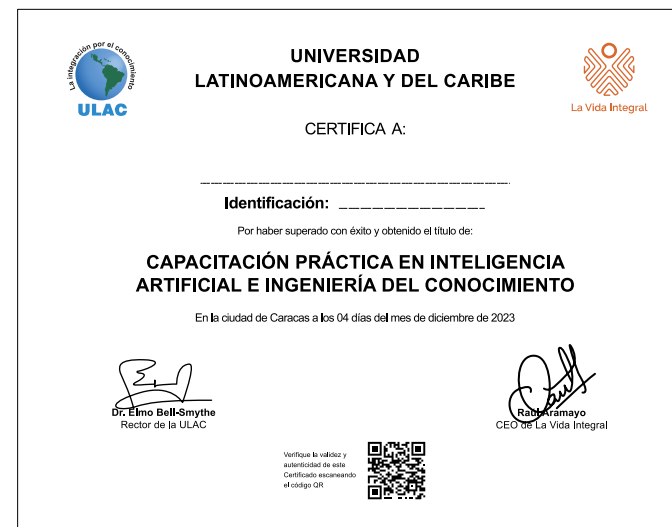 La integración por el conocimiento
ULAC
UNIVERSIDAD
LATINOAMERICANA Y DEL CARIBE
La Vida Integral
CERTIFICA A:
Identificación:
Por haber superado con éxito y obtenido el título de:
CAPACITACIÓN PRÁCTICA EN INTELIGENCIA
ARTIFICIAL E INGENIERÍA DEL CONOCIMIENTO
En la ciudad de Caracas a los 04 días del mes de diciembre de 2023
Dr. Elmo Bell-Smythe
Rector de la ULAC
Raúl Aramayo
CEO de La Vida Integral
Verifique la validez y
autenticidad de este
Certificado escaneando
el código QR